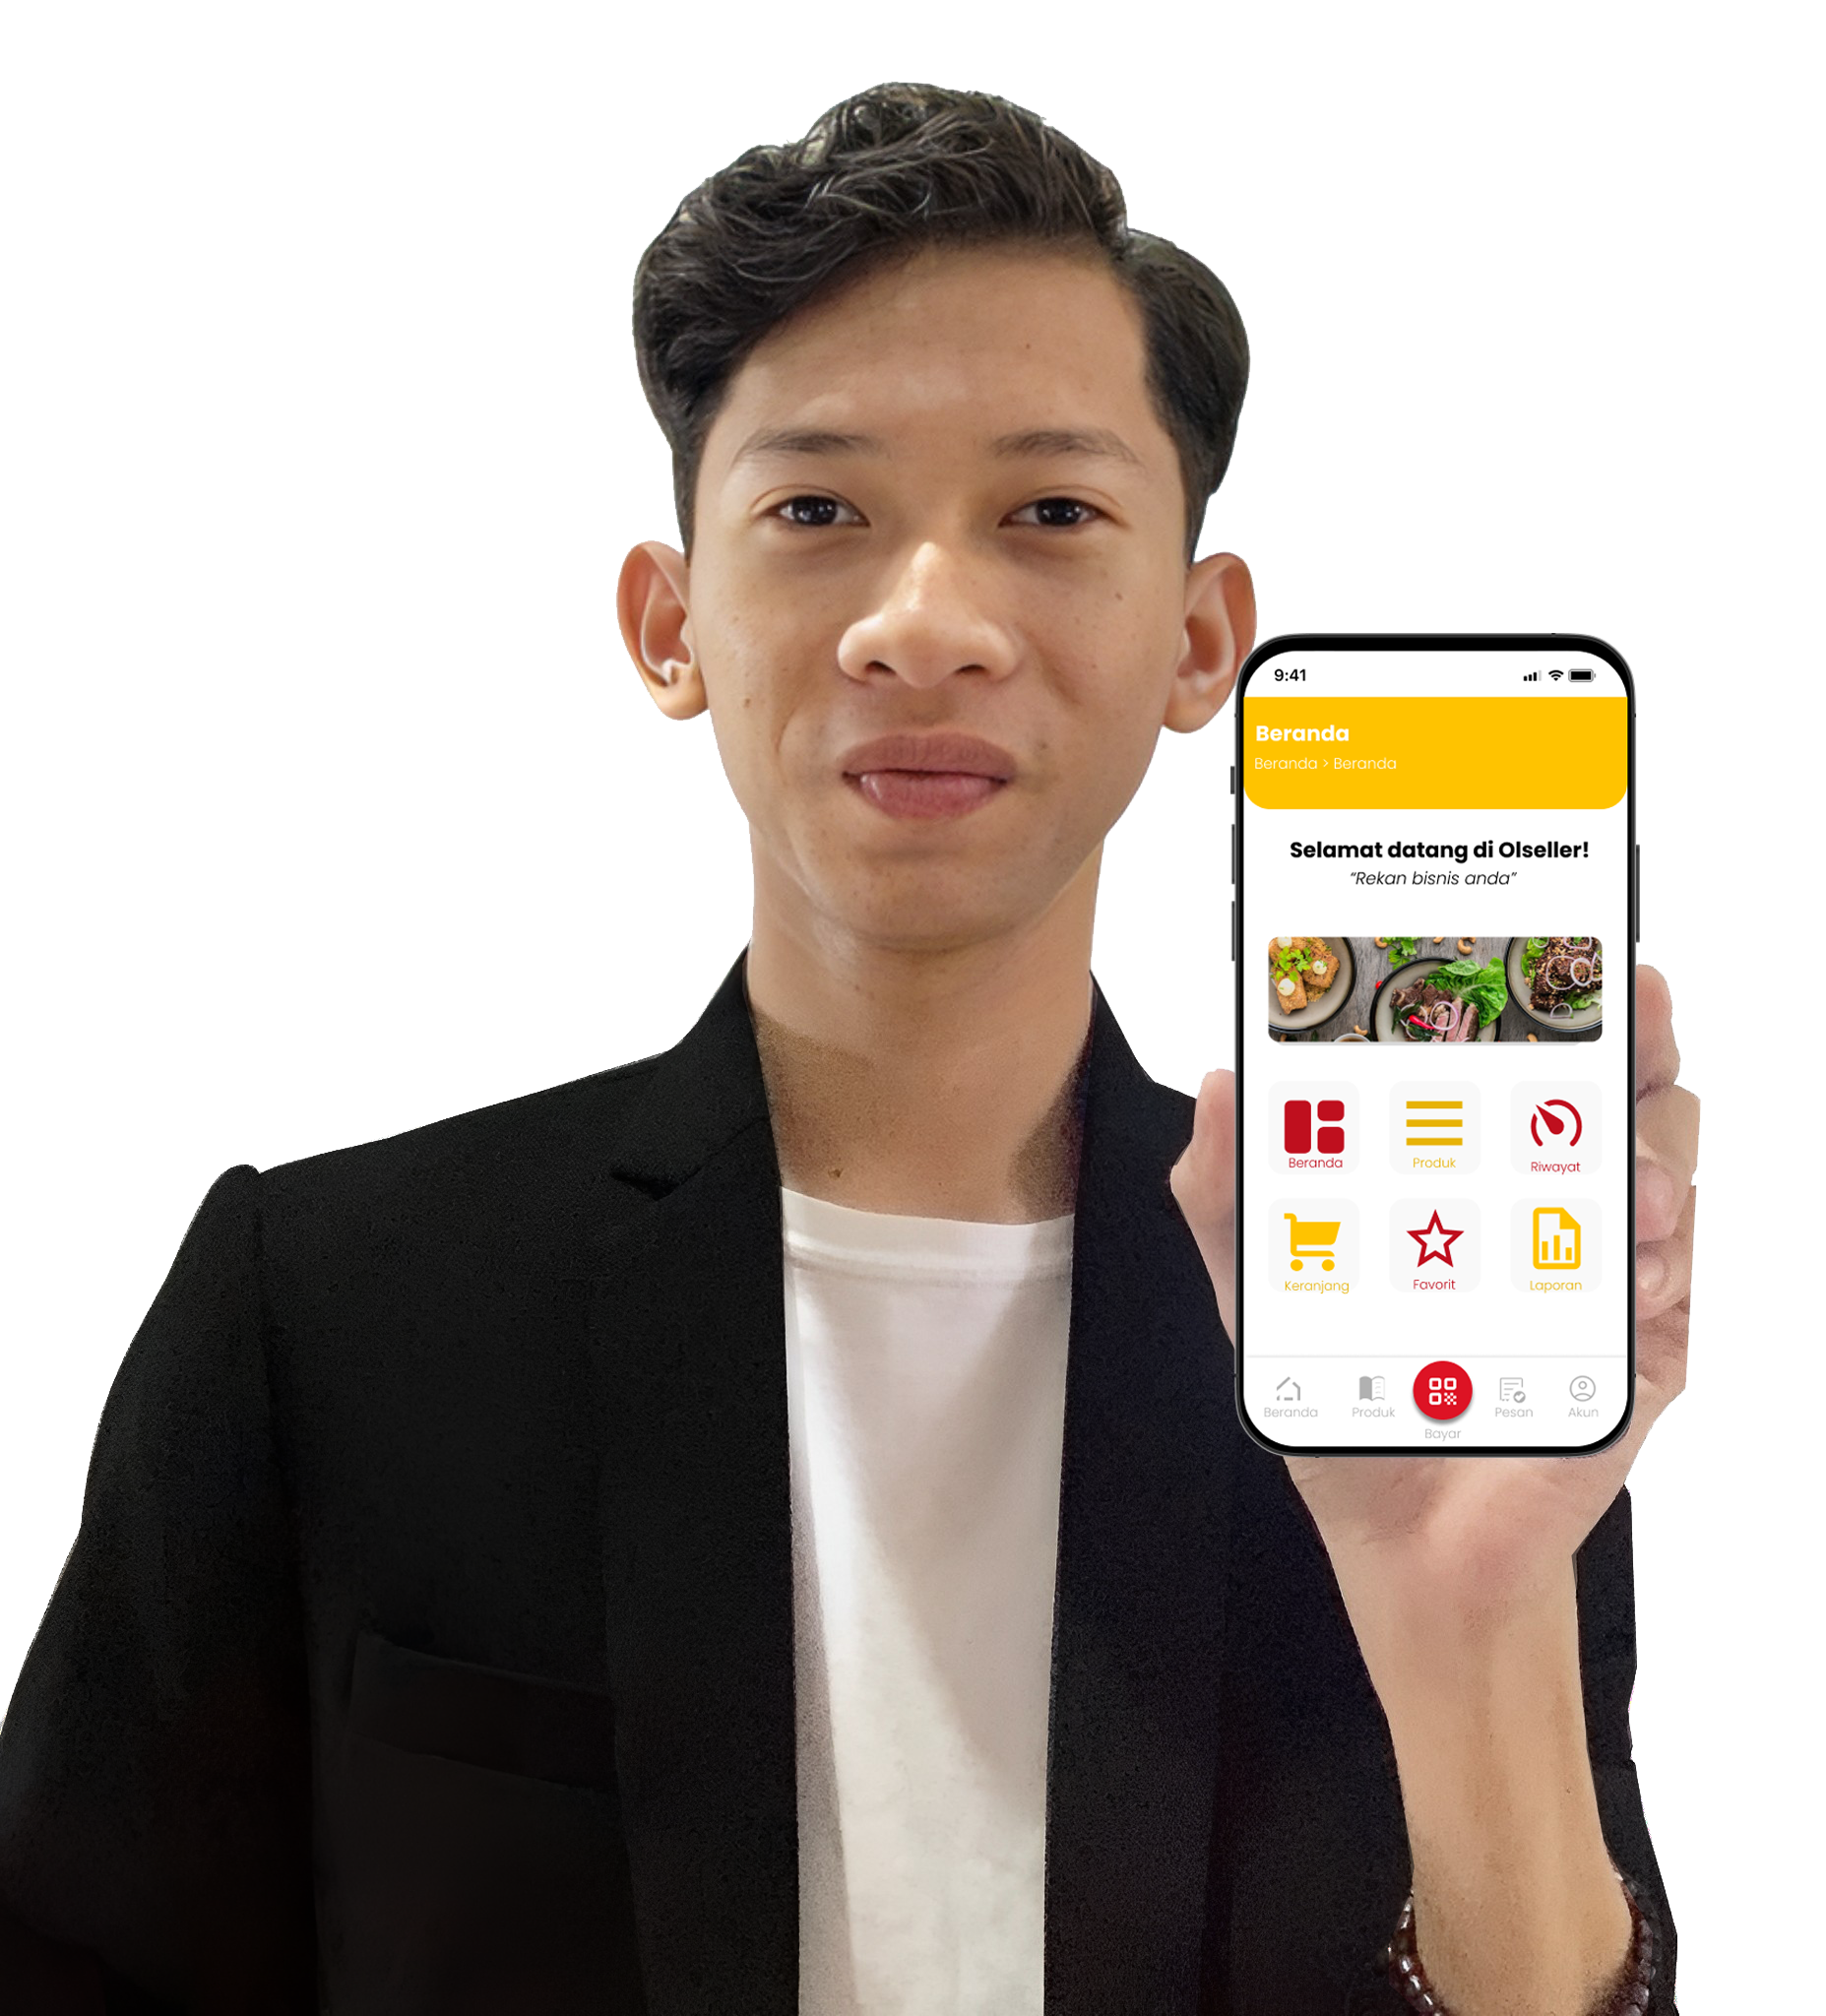 9:41
Beranda
Beranda > Beranda
Selamat datang di Olseller!
“Rekan bisnis anda”
Beranda Produk Riwayat
Keranjang Favorit Laporan
Beranda Produk Bayar Pesan Akun